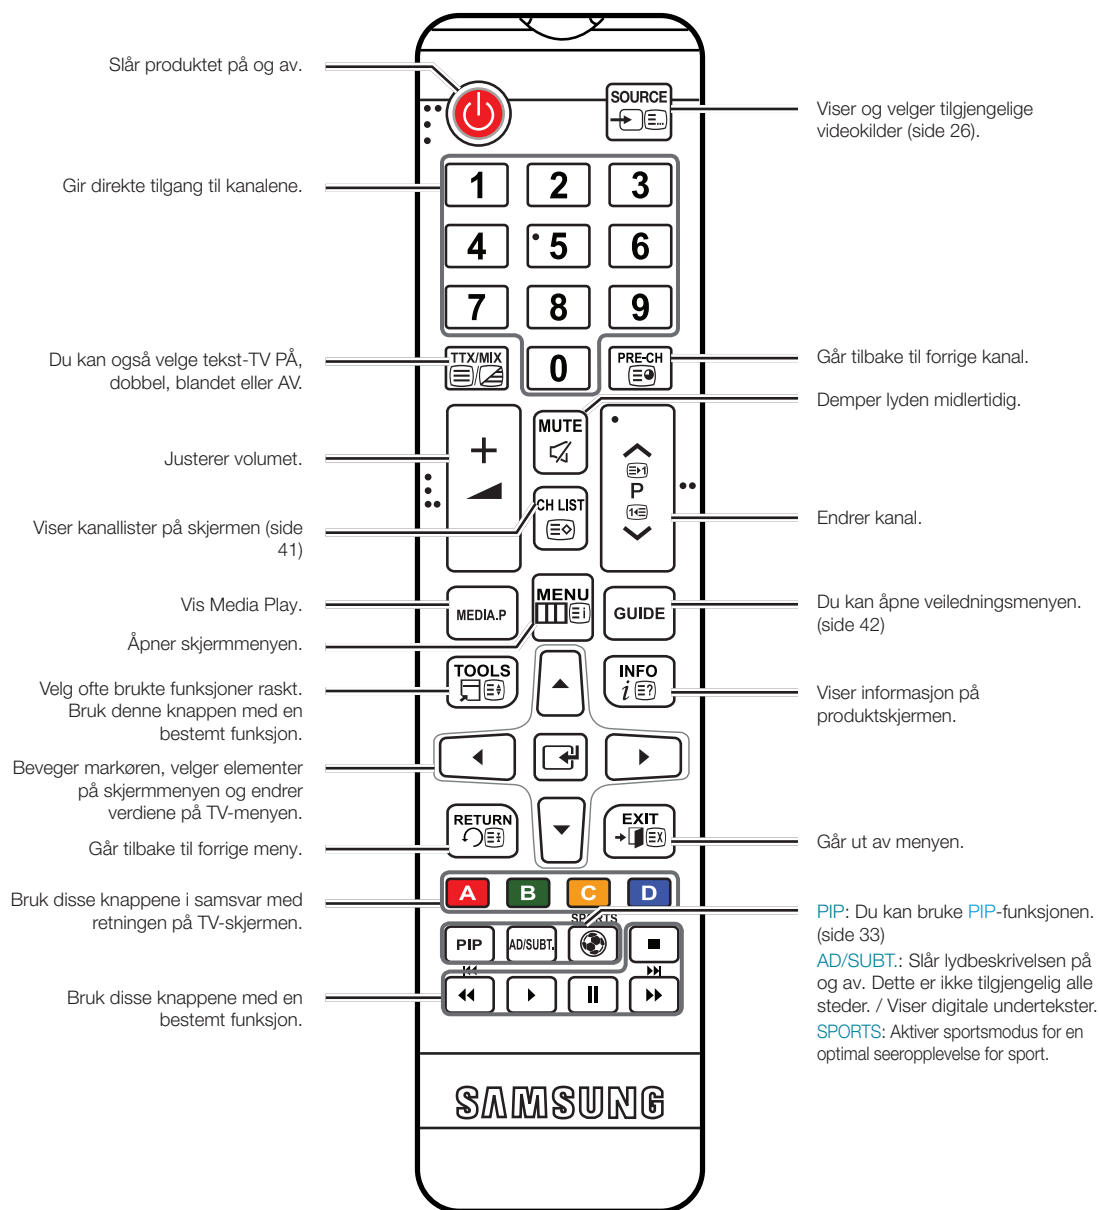 Slår produktet på og av.
SOURCE
Viser og velger tilgjengelige
videokilder (side 26).
Gir direkte tilgang til kanalene.
1
2
3
4
5
6
7
8
9
Du kan også velge tekst-TV PÅ,
dobbel, blandet eller AV.
TTX/MIX
0
PRE-CH
Går tilbake til forrige kanal.
Demper lyden midlertidig.
MUTE
Justerer volumet.
P
CH LIST
Viser kanallister på skjermen (side
41)
Endrer kanal.
Vis Media Play.
MEDIA.P
MENU
GUIDE
Du kan åpne veiledningsmenyen.
(side 42)
Åpner skjermmenyen.
TOOLS
INFO
Velg ofte brukte funksjoner raskt.
Bruk denne knappen med en
bestemt funksjon.
Viser informasjon på
produktskjermen.
Beveger markøren, velger elementer
på skjermmenyen og endrer
verdiene på TV-menyen.
RETURN
EXIT
Går tilbake til forrige meny.
Går ut av menyen.
Bruk disse knappene i samsvar med
retningen på TV-skjermen.
A
B
C
D
SPORTS
PIP
AD/SUBT.
PIP: Du kan bruke PIP-funksjonen.
(side 33)
AD/SUBT.: Slår lydbeskrivelsen på
og av. Dette er ikke tilgjengelig alle
steder. / Viser digitale undertekster.
SPORTS: Aktiver sportsmodus for en
optimal seeropplevelse for sport.
Bruk disse knappene med en
bestemt funksjon.
SAMSUNG